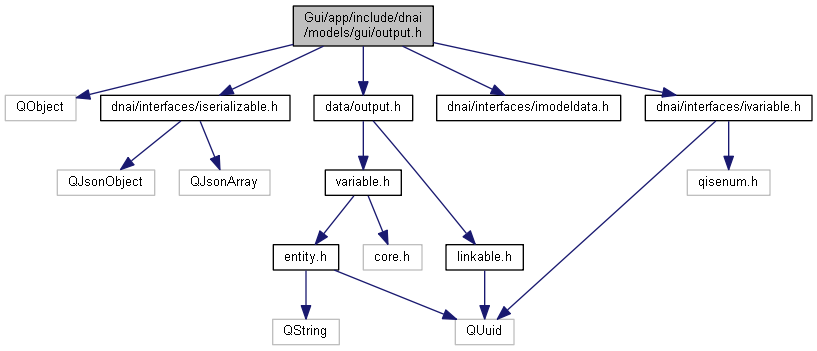 Gui/app/include/dnai
/models/gui/output.h
QObject
dnai/interfaces/iserializable.h
data/output.h
dnai/interfaces/imodeldata.h
dnai/interfaces/ivariable.h
QJsonObject
QJsonArray
variable.h
qisenum.h
entity.h
core.h
linkable.h
QString
QUuid